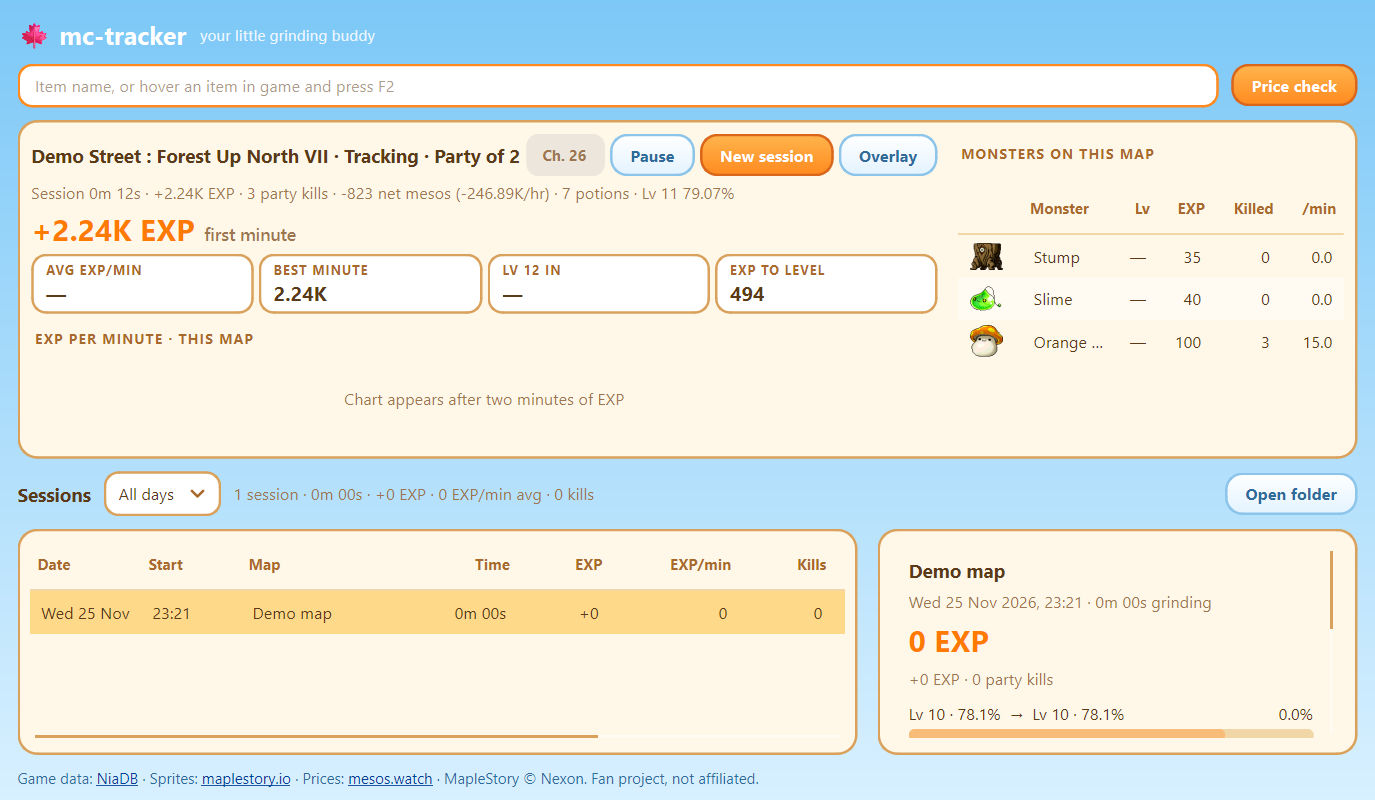 mc-tracker your little grinding buddy
Item name, or hover an item in game and press F2
Price check
Demo Street : Forest Up North VII · Tracking · Party of 2
Ch. 26
Pause
New session
Overlay
Session 0m 12s · +2.24K EXP · 3 party kills · -823 net mesos (-246.89K/hr) · 7 potions · Lv 11 79.07%
+2.24K EXP first minute
AVG EXP/MIN
—
BEST MINUTE
2.24K
LV 12 IN
—
EXP TO LEVEL
494
EXP PER MINUTE · THIS MAP
Chart appears after two minutes of EXP
MONSTERS ON THIS MAP
Monster Lv EXP Killed /min
Stump — 35 0 0.0
Slime — 40 0 0.0
Orange ... — 100 3 15.0
Sessions
All days
1 session · 0m 00s · +0 EXP · 0 EXP/min avg · 0 kills
Open folder
Date Start Map Time EXP EXP/min Kills
Wed 25 Nov 23:21 Demo map 0m 00s +0 0 0
Demo map
Wed 25 Nov 2026, 23:21 · 0m 00s grinding
0 EXP
+0 EXP · 0 party kills
Lv 10 · 78.1% → Lv 10 · 78.1% 0.0%
Game data: NiaDB · Sprites: maplestory.io · Prices: mesos.watch · MapleStory © Nexon. Fan project, not affiliated.